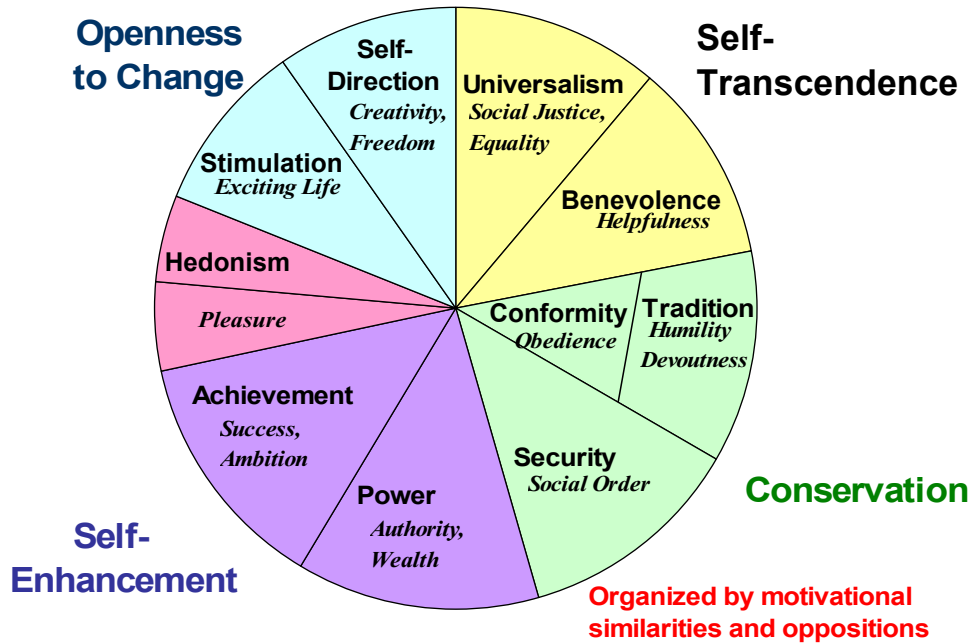 Openness
to Change
Self-
Transcendence
Self-
Direction
Creativity,
Freedom
Universalism
Social Justice,
Equality
Stimulation
Exciting Life
Benevolence
Helpfulness
Hedonism
Pleasure
Conformity
Obedience
Tradition
Humility
Devoutness
Achievement
Success,
Ambition
Security
Social Order
Power
Authority,
Wealth
Conservation
Self-
Enhancement
Organized by motivational
similarities and oppositions